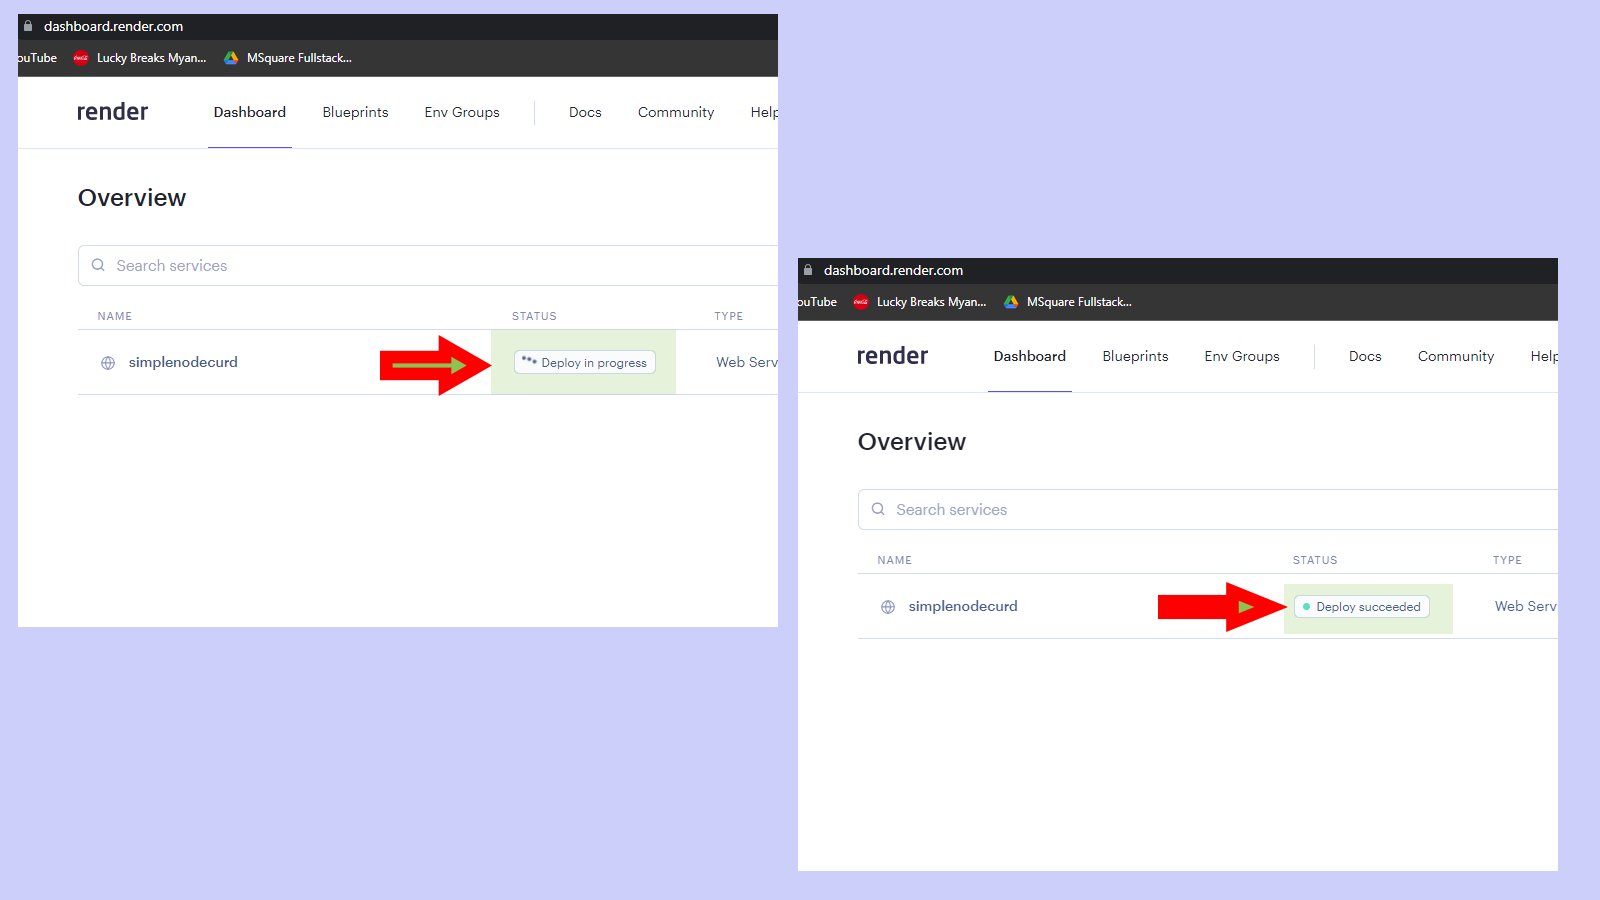 dashboard.render.com
ouTube Lucky Breaks Myan... MSquare Fullstack...
render Dashboard Blueprints Env Groups Docs Community Help
Overview
Search services
NAME STATUS TYPE
simplenodecurd Deploy in progress Web Serv
dashboard.render.com
ouTube Lucky Breaks Myan... MSquare Fullstack...
render Dashboard Blueprints Env Groups Docs Community Help
Overview
Search services
NAME STATUS TYPE
simplenodecurd Deploy succeeded Web Serv